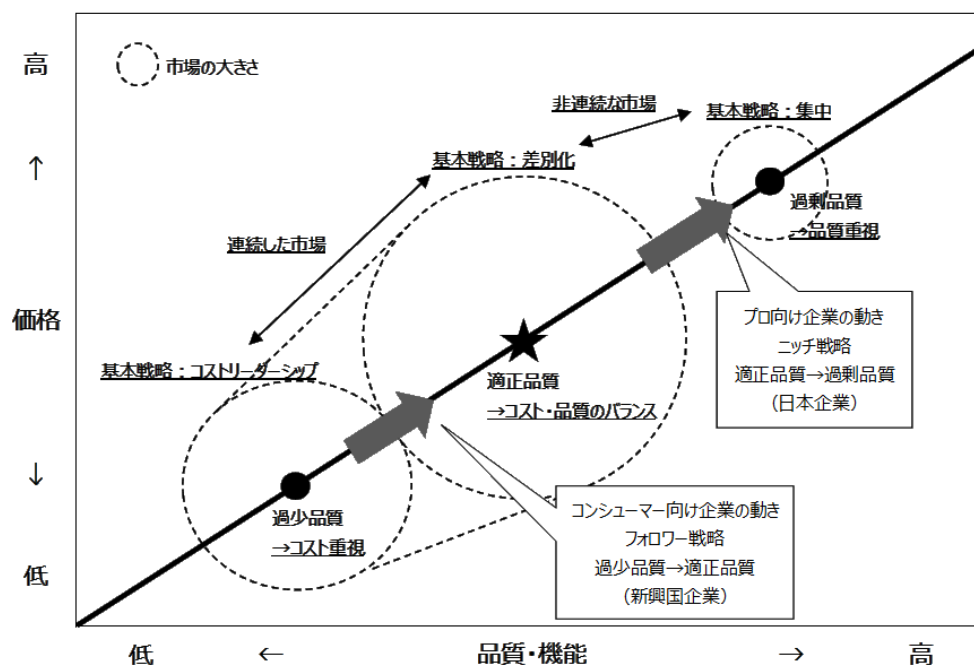 高
市場の大きさ
非連続な市場
基本戦略：集中
↑
基本戦略：差別化
過剰品質
→品質重視
連続した市場
価格
プロ向け企業の動き
ニッチ戦略
適正品質→過剰品質
（日本企業）
基本戦略：コストリーダーシップ
適正品質
→コスト・品質のバランス
↓
過少品質
→コスト重視
コンシューマー向け企業の動き
フォロワー戦略
過少品質→適正品質
（新興国企業）
低
低 ← 品質・機能 → 高